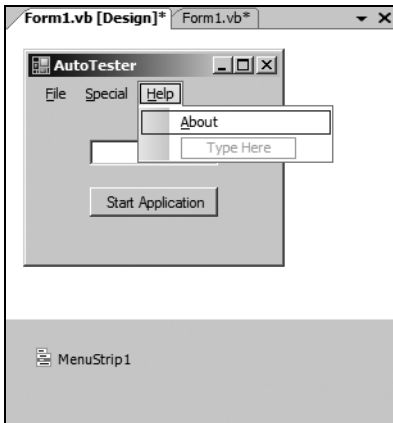 Form1.vb [Design]* Form1.vb*
AutoTester
File Special Help
About
Type Here
Start Application
MenuStrip1